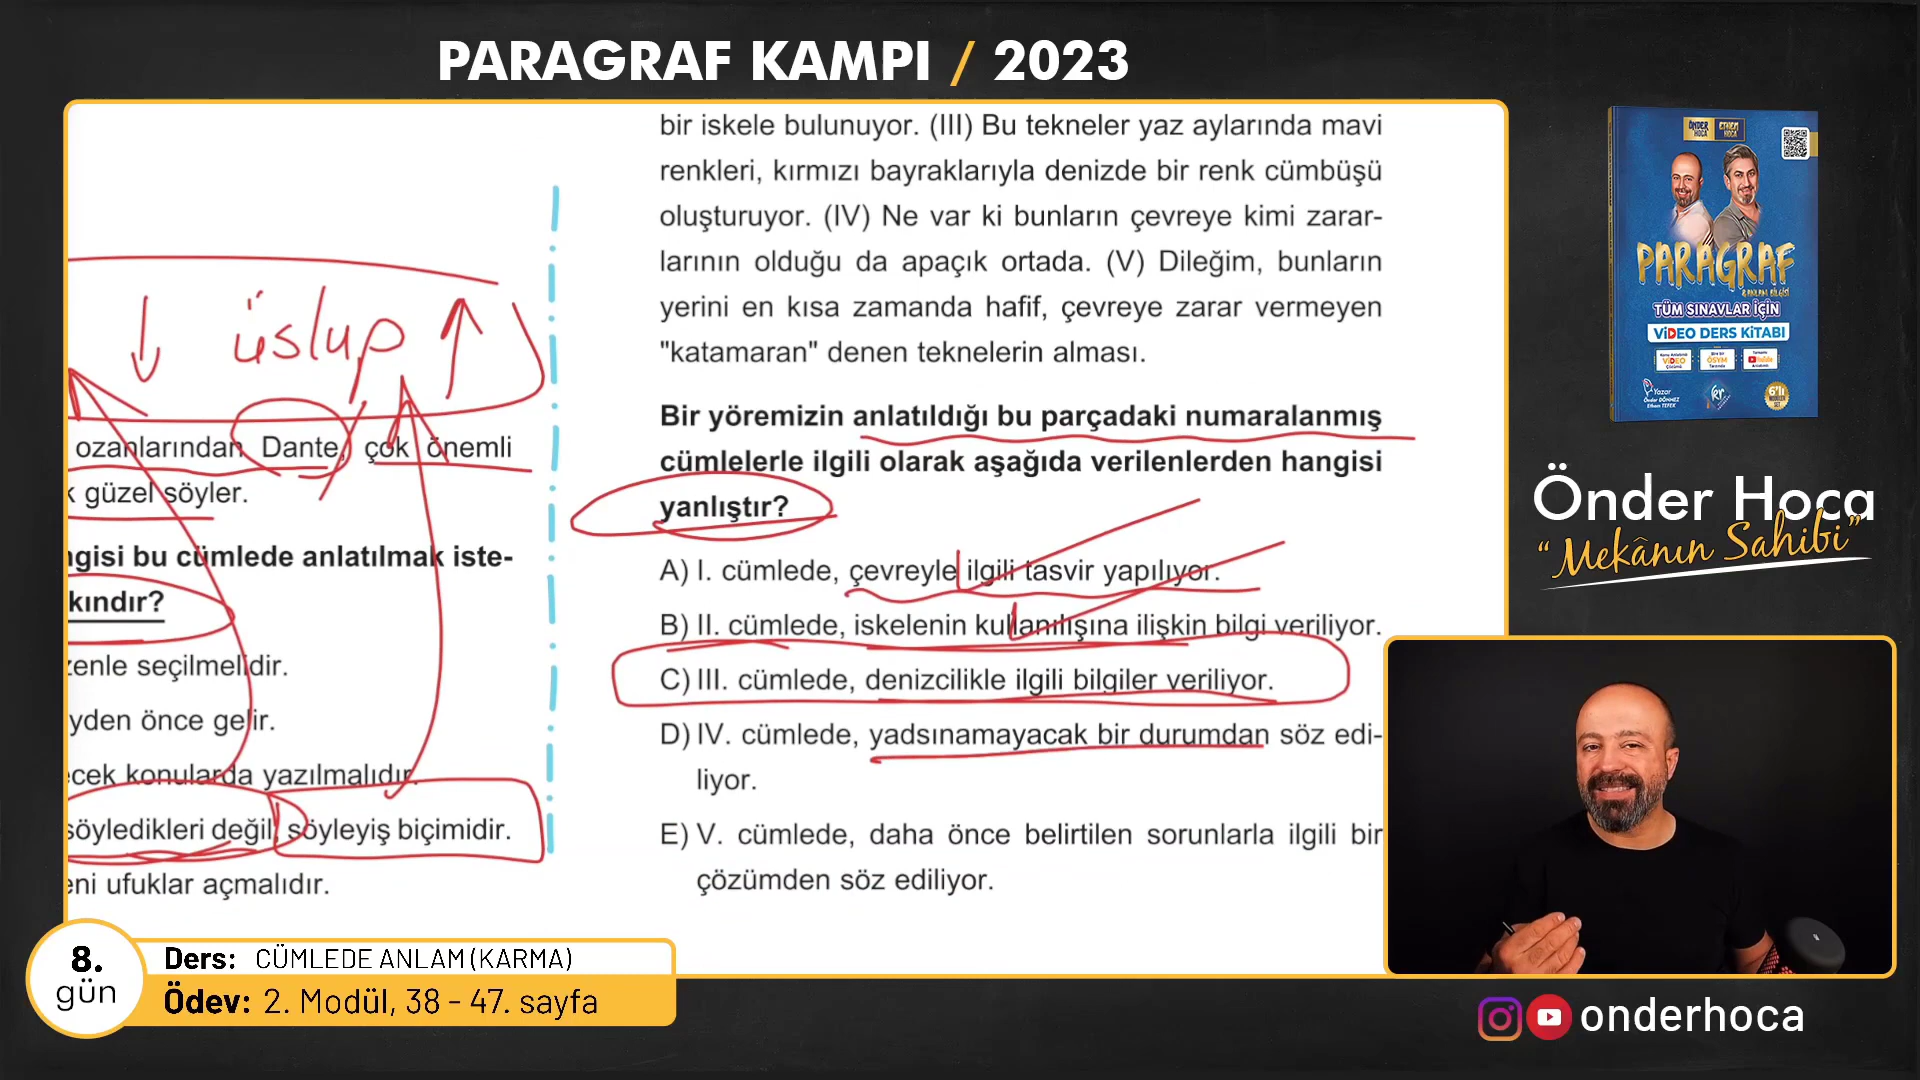 PARAGRAF KAMPI / 2023
bir iskele bulunuyor. (III) Bu tekneler yaz aylarında mavi
renkleri, kırmızı bayraklarıyla denizde bir renk cümbüşü
oluşturuyor. (IV) Ne var ki bunların çevreye kimi zarar-
larının olduğu da apaçık ortada. (V) Dileğim, bunların
yerini en kısa zamanda hafif, çevreye zarar vermeyen
"katamaran" denen teknelerin alması.
Bir yöremizin anlatıldığı bu parçadaki numaralanmış
cümlelerle ilgili olarak aşağıda verilenlerden hangisi
yanlıştır?
A) I. cümlede, çevreyle ilgili tasvir yapılıyor.
B) II. cümlede, iskelenin kullanılışına ilişkin bilgi veriliyor.
C) III. cümlede, denizcilikle ilgili bilgiler veriliyor.
D) IV. cümlede, yadsınamayacak bir durumdan söz edi-
liyor.
E) V. cümlede, daha önce belirtilen sorunlarla ilgili bir
çözümden söz ediliyor.
üslup
ozanlarından Dante, çok önemli
k güzel söyler.
ngisi bu cümlede anlatılmak iste-
kındır?
zenle seçilmelidir.
yden önce gelir.
ecek konularda yazılmalıdır.
söyledikleri değil, söyleyiş biçimidir.
eni ufuklar açmalıdır.
8.
gün
Ders: CÜMLEDE ANLAM (KARMA)
Ödev: 2. Modül, 38 - 47. sayfa
ÖNDER HOCA
ETHEM HOCA
PARAGRAF
TÜM SINAVLAR İÇİN
VİDEO DERS KİTABI
Önder Hoca
“Mekânın Sahibi”
onderhoca